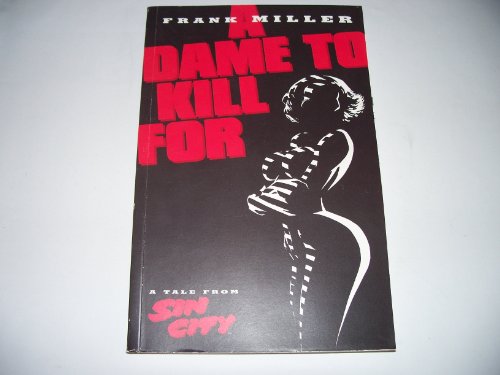 FRANK MILLER
A
DAME TO
KILL
FOR
A TALE FROM
SIN
CITY